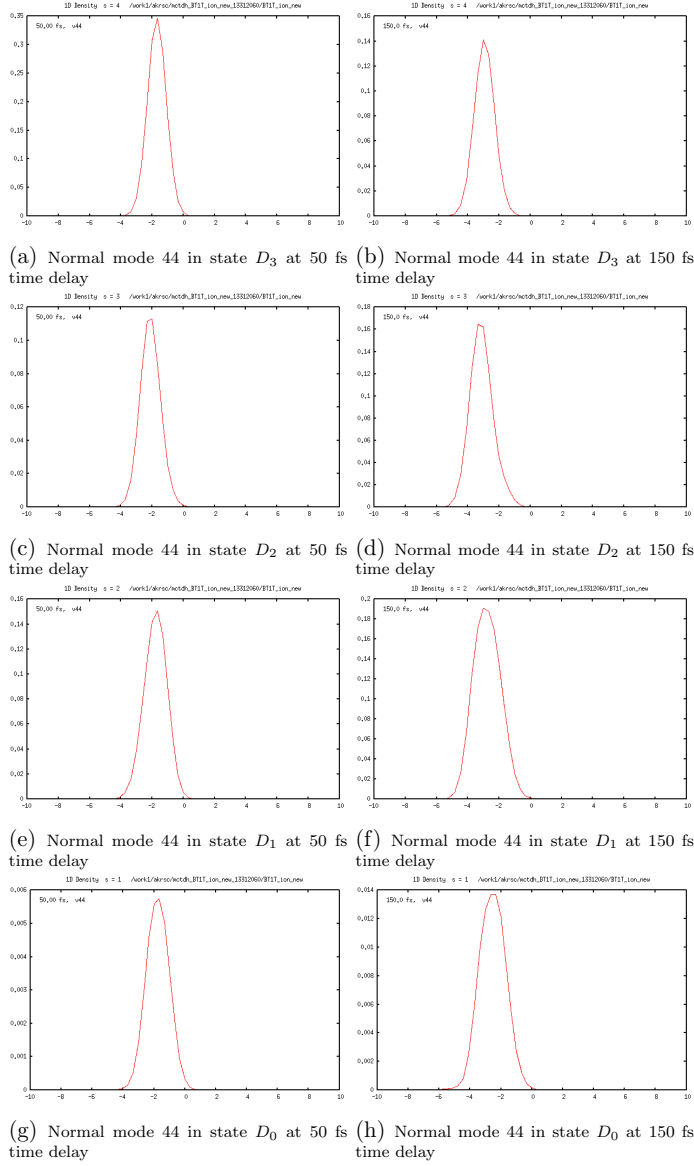 1D Density  s = 4   /work1/akrsc/mctdh_BT1T_ion_new_13312060/BT1T_ion_new
50.00 fs,  v44
0.35
0.3
0.25
0.2
0.15
0.1
0.05
0
-10 -8 -6 -4 -2 0 2 4 6 8 10
1D Density  s = 4   /work1/akrsc/mctdh_BT1T_ion_new_13312060/BT1T_ion_new
150.0 fs,  v44
0.16
0.14
0.12
0.1
0.08
0.06
0.04
0.02
0
-10 -8 -6 -4 -2 0 2 4 6 8 10
(a) Normal mode 44 in state D3 at 50 fs
time delay
(b) Normal mode 44 in state D3 at 150 fs
time delay
1D Density  s = 3   /work1/akrsc/mctdh_BT1T_ion_new_13312060/BT1T_ion_new
50.00 fs,  v44
0.12
0.1
0.08
0.06
0.04
0.02
0
-10 -8 -6 -4 -2 0 2 4 6 8 10
1D Density  s = 3   /work1/akrsc/mctdh_BT1T_ion_new_13312060/BT1T_ion_new
150.0 fs,  v44
0.18
0.16
0.14
0.12
0.1
0.08
0.06
0.04
0.02
0
-10 -8 -6 -4 -2 0 2 4 6 8 10
(c) Normal mode 44 in state D2 at 50 fs
time delay
(d) Normal mode 44 in state D2 at 150 fs
time delay
1D Density  s = 2   /work1/akrsc/mctdh_BT1T_ion_new_13312060/BT1T_ion_new
50.00 fs,  v44
0.16
0.14
0.12
0.1
0.08
0.06
0.04
0.02
0
-10 -8 -6 -4 -2 0 2 4 6 8 10
1D Density  s = 2   /work1/akrsc/mctdh_BT1T_ion_new_13312060/BT1T_ion_new
150.0 fs,  v44
0.2
0.18
0.16
0.14
0.12
0.1
0.08
0.06
0.04
0.02
0
-10 -8 -6 -4 -2 0 2 4 6 8 10
(e) Normal mode 44 in state D1 at 50 fs
time delay
(f) Normal mode 44 in state D1 at 150 fs
time delay
1D Density  s = 1   /work1/akrsc/mctdh_BT1T_ion_new_13312060/BT1T_ion_new
50.00 fs,  v44
0.006
0.005
0.004
0.003
0.002
0.001
0
-10 -8 -6 -4 -2 0 2 4 6 8 10
1D Density  s = 1   /work1/akrsc/mctdh_BT1T_ion_new_13312060/BT1T_ion_new
150.0 fs,  v44
0.014
0.012
0.01
0.008
0.006
0.004
0.002
0
-10 -8 -6 -4 -2 0 2 4 6 8 10
(g) Normal mode 44 in state D0 at 50 fs
time delay
(h) Normal mode 44 in state D0 at 150 fs
time delay